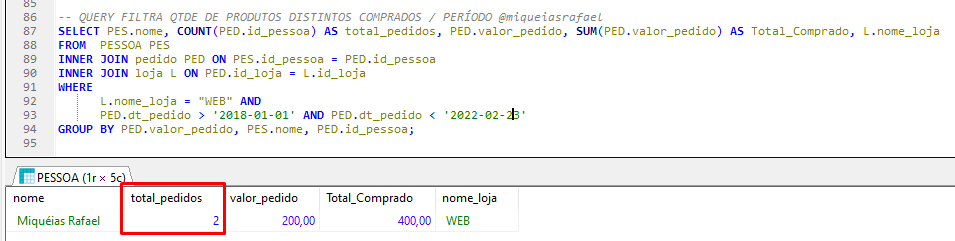 85
86 -- QUERY FILTRA QTDE DE PRODUTOS DISTINTOS COMPRADOS / PERÍODO @miqueiasrafael
87 SELECT PES.nome, COUNT(PED.id_pessoa) AS total_pedidos, PED.valor_pedido, SUM(PED.valor_pedido) AS Total_Comprado, L.nome_loja
88 FROM PESSOA PES
89 INNER JOIN pedido PED ON PES.id_pessoa = PED.id_pessoa
90 INNER JOIN loja L ON PED.id_loja = L.id_loja
91 WHERE
92 L.nome_loja = "WEB" AND
93 PED.dt_pedido > '2018-01-01' AND PED.dt_pedido < '2022-02-23'
94 GROUP BY PED.valor_pedido, PES.nome, PED.id_pessoa;
95
PESSOA (1r × 5c)
nome total_pedidos valor_pedido Total_Comprado nome_loja
Miquéias Rafael 2 200,00 400,00 WEB